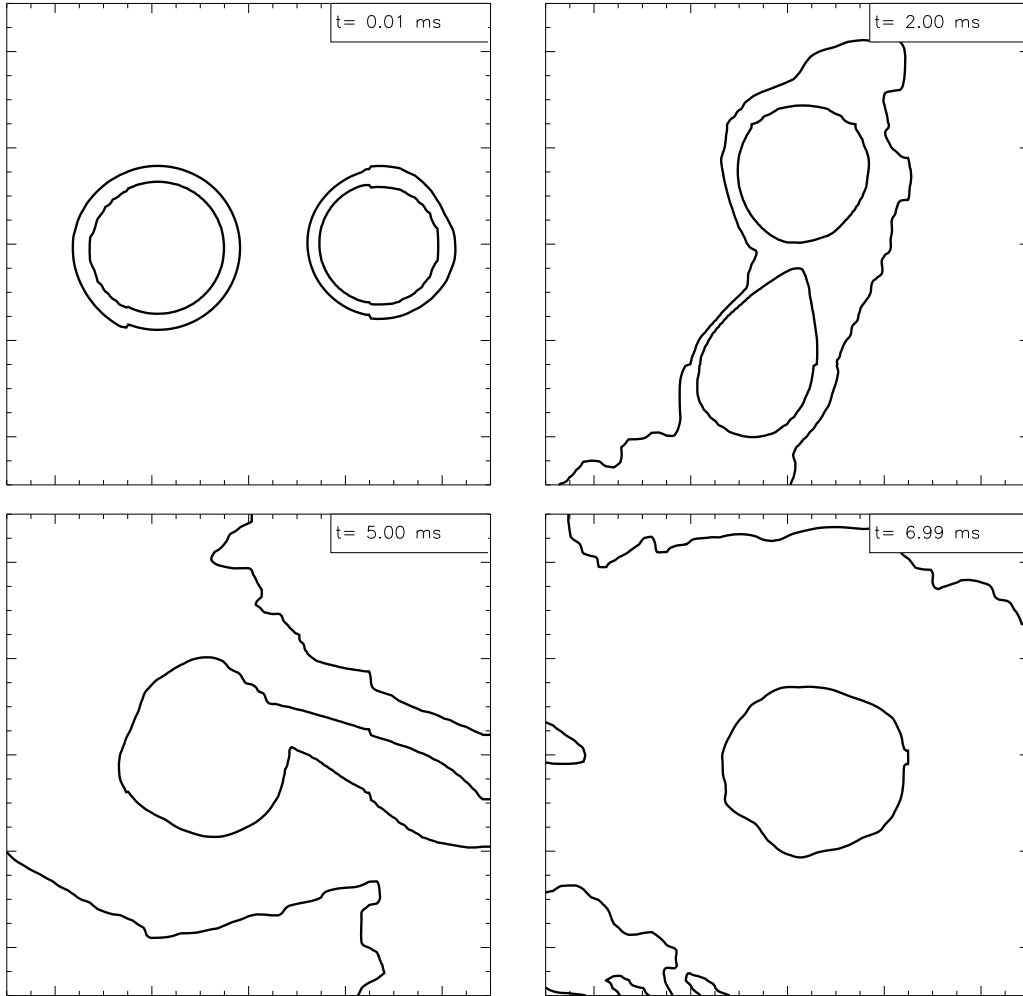 t= 0.01 ms
t= 2.00 ms
t= 5.00 ms
t= 6.99 ms